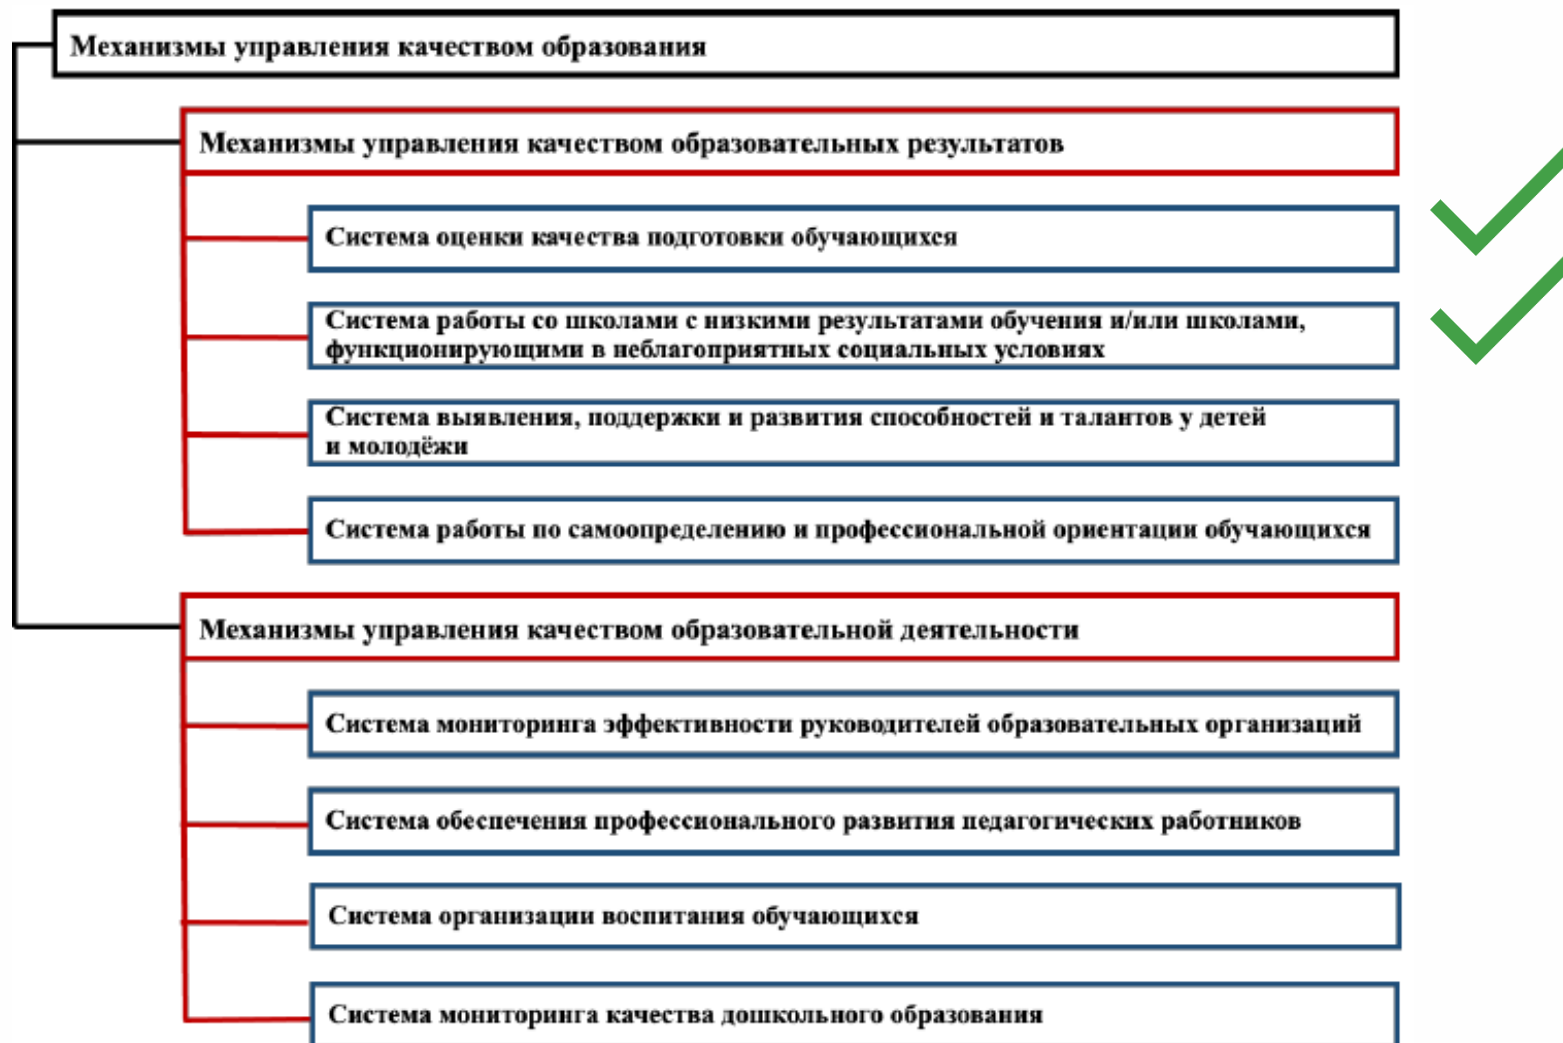 Механизмы управления качеством образования
Механизмы управления качеством образовательных результатов
Система оценки качества подготовки обучающихся
Система работы со школами с низкими результатами обучения и/или школами,
функционирующими в неблагоприятных социальных условиях
Система выявления, поддержки и развития способностей и талантов у детей
и молодёжи
Система работы по самоопределению и профессиональной ориентации обучающихся
Механизмы управления качеством образовательной деятельности
Система мониторинга эффективности руководителей образовательных организаций
Система обеспечения профессионального развития педагогических работников
Система организации воспитания обучающихся
Система мониторинга качества дошкольного образования